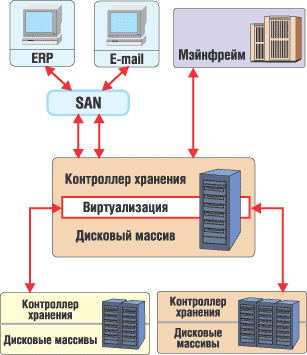 ERP
E-mail
Мэйнфрейм
SAN
Контроллер хранения
Виртуализация
Дисковый массив
Контроллер
хранения
Дисковые массивы
Контроллер
хранения
Дисковые
массивы